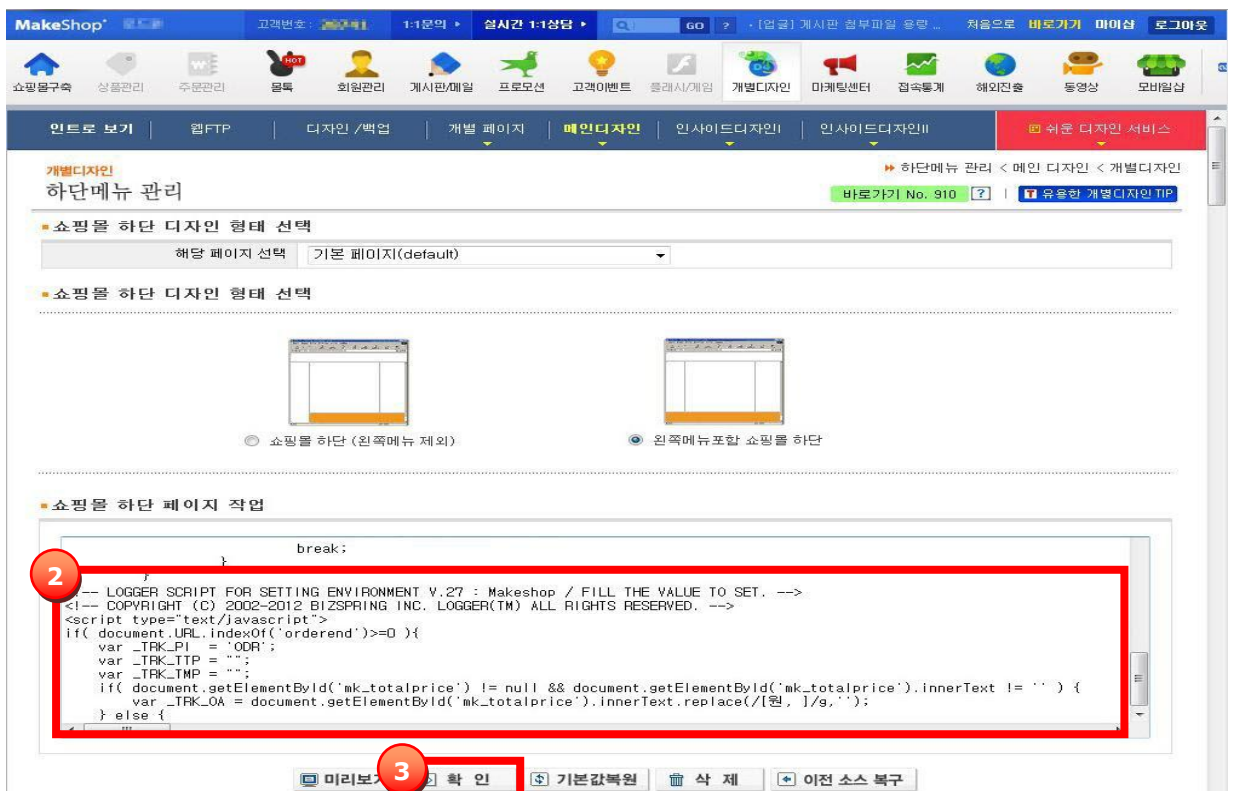 MakeShop 고객번호: 1:1문의 실시간 1:1상담 GO ? · [업글] 게시판 첨부파일 용량 ... 처음으로 바로가기 마이샵 로그아웃
HOT
쇼핑몰구축 상품관리 주문관리 몰톡 회원관리 게시판/메일 프로모션 고객이벤트 플래시/게임 개별디자인 마케팅센터 접속통계 해외진출 동영상 모바일샵
인트로 보기 웹FTP 디자인 /백업 개별 페이지 메인디자인 인사이드디자인I 인사이드디자인II 쉬운 디자인 서비스
개별디자인
하단메뉴 관리 < 메인 디자인 < 개별디자인
하단메뉴 관리
바로가기 No. 910 [?] | T 유용한 개별디자인 TIP
쇼핑몰 하단 디자인 형태 선택
해당 페이지 선택 기본 페이지(default)
쇼핑몰 하단 디자인 형태 선택
쇼핑몰 하단 (왼쪽메뉴 제외) 왼쪽메뉴포함 쇼핑몰 하단
쇼핑몰 하단 페이지 작업
break;
}
2
}
<!-- LOGGER SCRIPT FOR SETTING ENVIRONMENT V.27 : Makeshop / FILL THE VALUE TO SET. -->
<!-- COPYRIGHT (C) 2002-2012 BIZSPRING INC. LOGGER(TM) ALL RIGHTS RESERVED. -->
<script type="text/javascript">
if( document.URL.indexOf('orderend')>=0 ){
var _TRK_PI = 'ODR';
var _TRK_TTP = "";
var _TRK_TMP = "";
if( document.getElementById('mk_totalprice') != null && document.getElementById('mk_totalprice').innerText != '' ) {
var _TRK_OA = document.getElementById('mk_totalprice').innerText.replace(/[원, ]/g,'');
} else {
3
미리보기 확 인 기본값복원 삭 제 이전 소스 복구